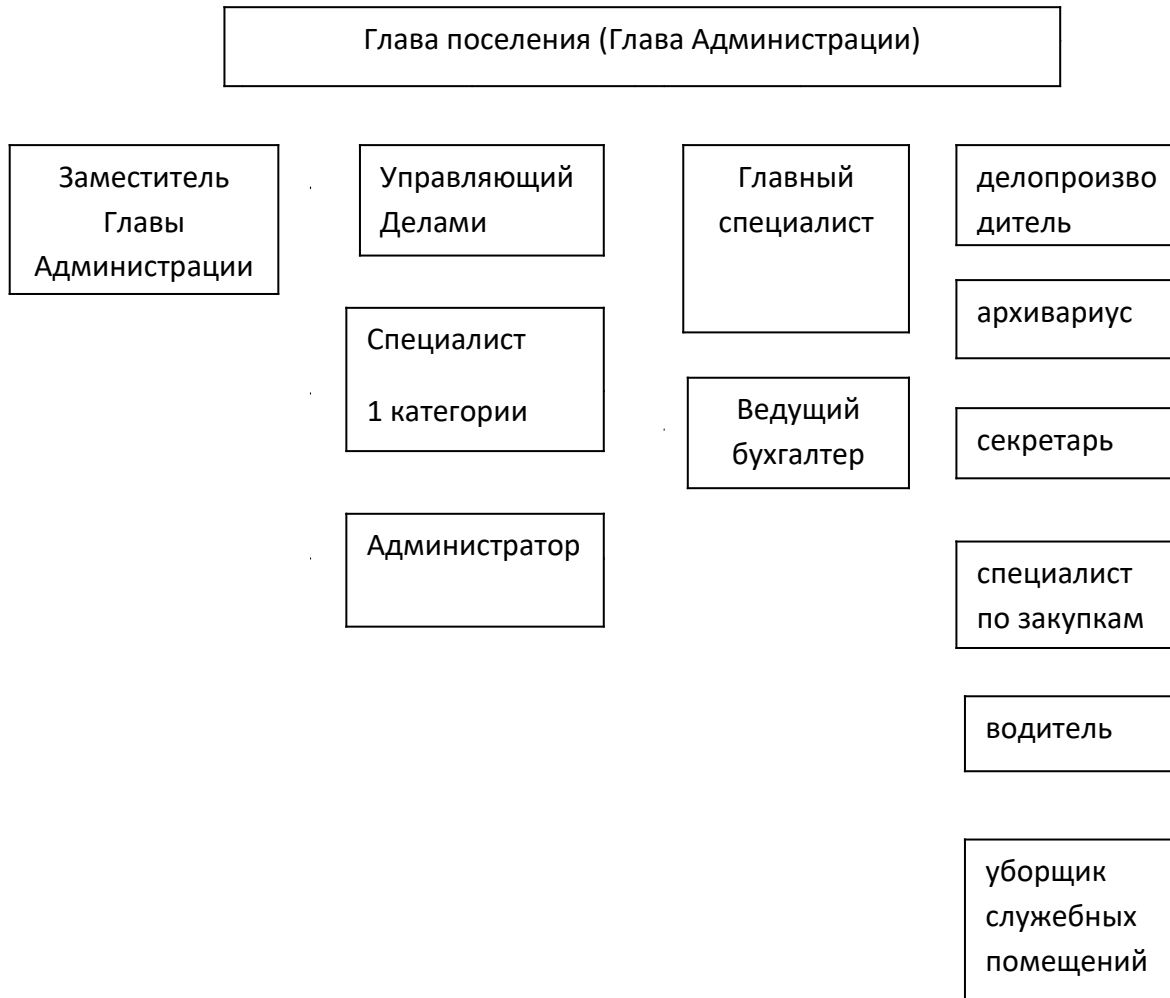 Глава поселения (Глава Администрации)
Заместитель
Главы
Администрации
Управляющий
Делами
Специалист
1 категории
Администратор
Главный
специалист
Ведущий
бухгалтер
делопроизво
дитель
архивариус
секретарь
специалист
по закупкам
водитель
уборщик
служебных
помещений